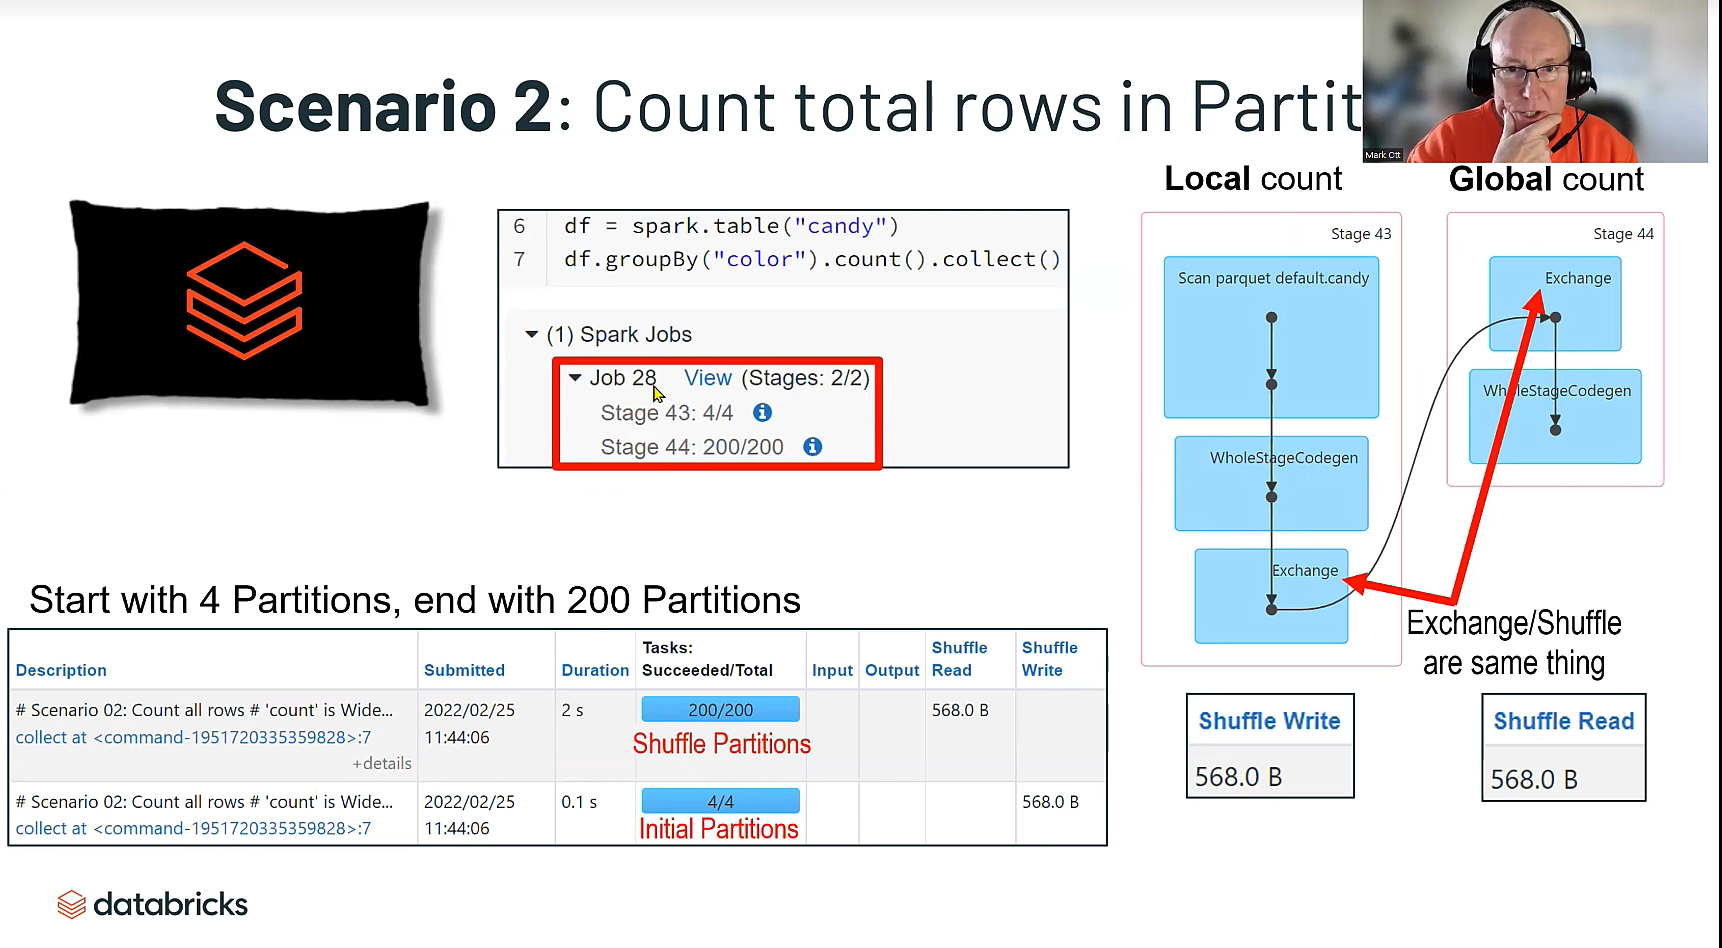 Scenario 2: Count total rows in Partit
Mark Ott
Local count
Global count
6 df = spark.table("candy")
7 df.groupBy("color").count().collect()
(1) Spark Jobs
Job 28 View (Stages: 2/2)
Stage 43: 4/4
Stage 44: 200/200
Stage 43
Scan parquet default.candy
WholeStageCodegen
Exchange
Stage 44
Exchange
WholeStageCodegen
Exchange/Shuffle
are same thing
Shuffle Write
568.0 B
Shuffle Read
568.0 B
Start with 4 Partitions, end with 200 Partitions
Description Submitted Duration Tasks: Succeeded/Total Input Output Shuffle Read Shuffle Write
# Scenario 02: Count all rows # 'count' is Wide... 2022/02/25 2 s 200/200 568.0 B
collect at <command-1951720335359828>:7 11:44:06 Shuffle Partitions
+details
# Scenario 02: Count all rows # 'count' is Wide... 2022/02/25 0.1 s 4/4 568.0 B
collect at <command-1951720335359828>:7 11:44:06 Initial Partitions
databricks